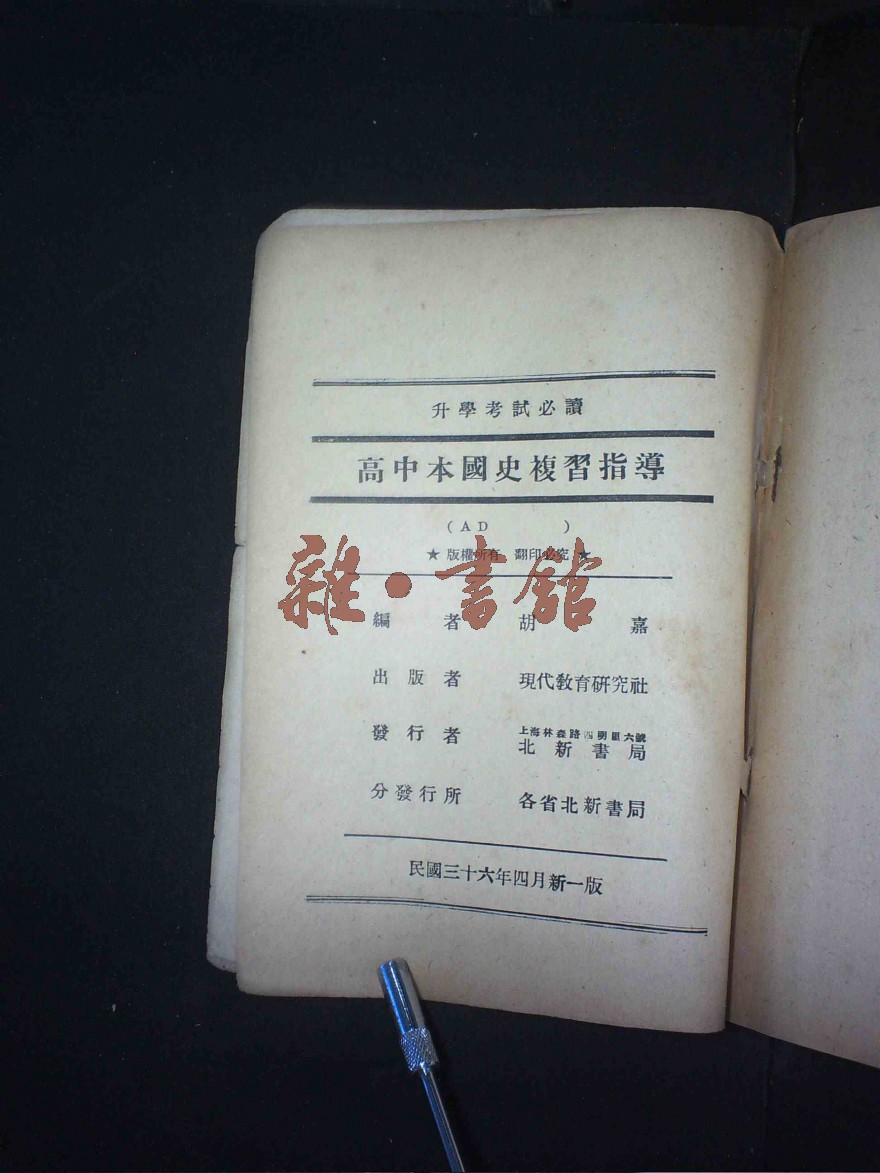 升學考試必讀
高中本國史複習指導
(AD )
★ 版權所有 翻印必究 ★
雜·書館
編者 胡嘉
出版者 現代教育研究社
上海林森路四明里六號
發行者 北新書局
分發行所 各省北新書局
民國三十六年四月新一版